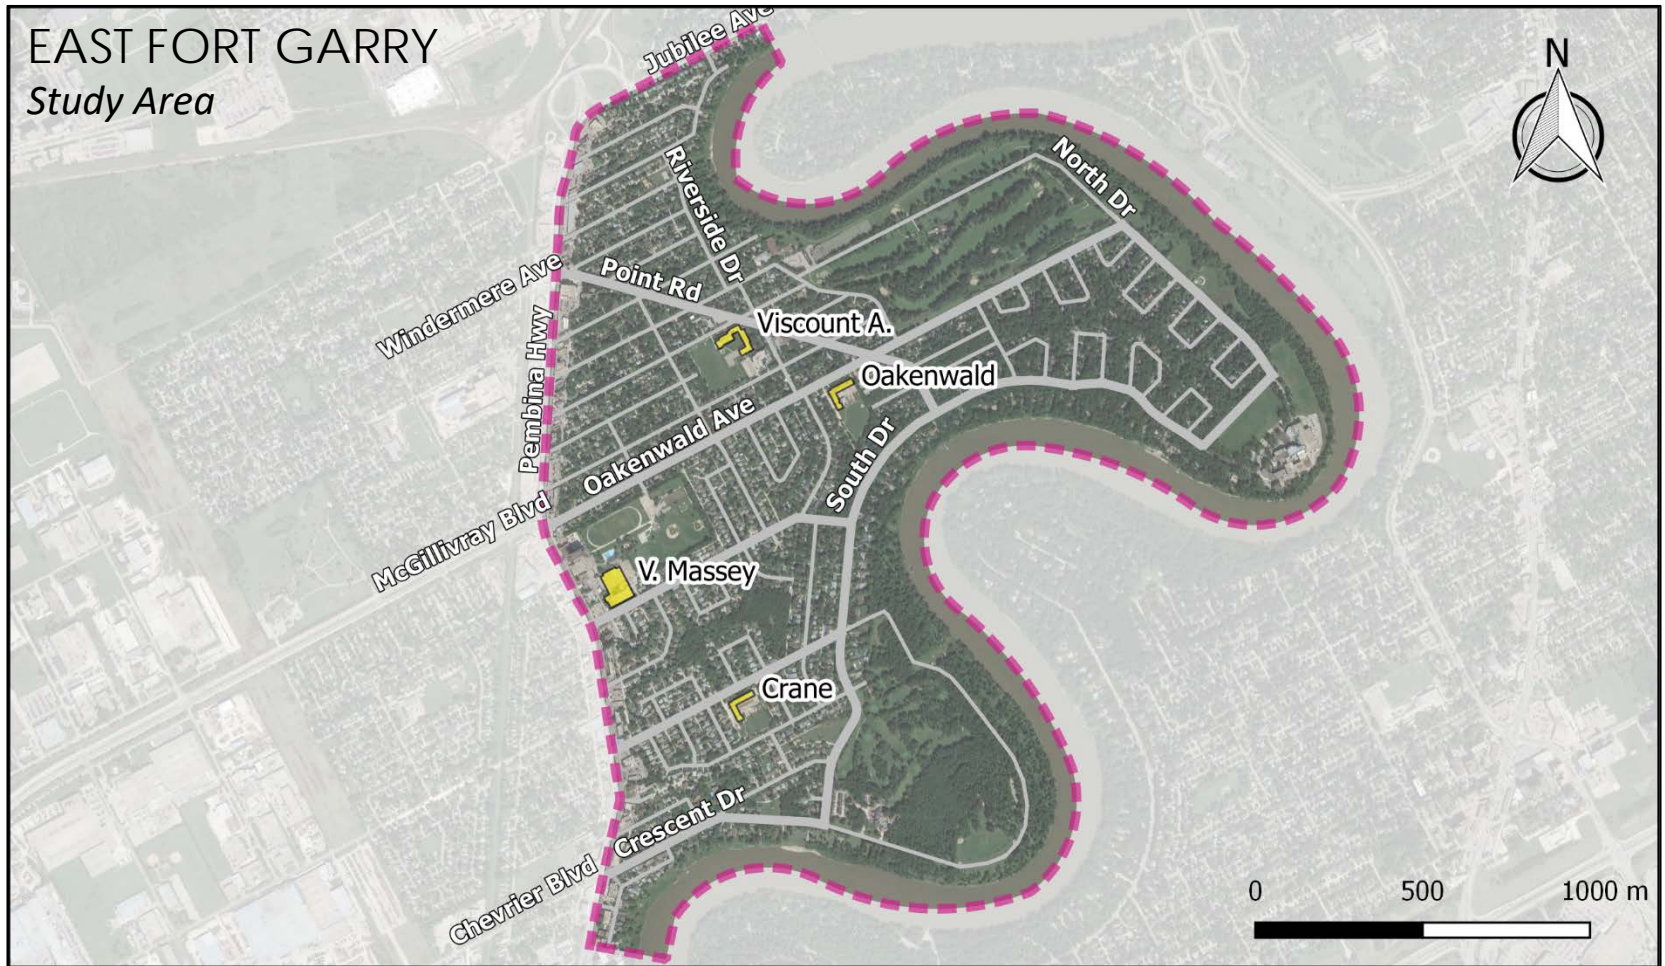 EAST FORT GARRY
Study Area
N
Jubilee Ave
North Dr
Riverside Dr
Windermere Ave
Point Rd
Pembina Hwy
Viscount A.
Oakenwald
Oakenwald Ave
South Dr
McGillivray Blvd
V. Massey
Crane
Crescent Dr
Chevrier Blvd
0 500 1000 m